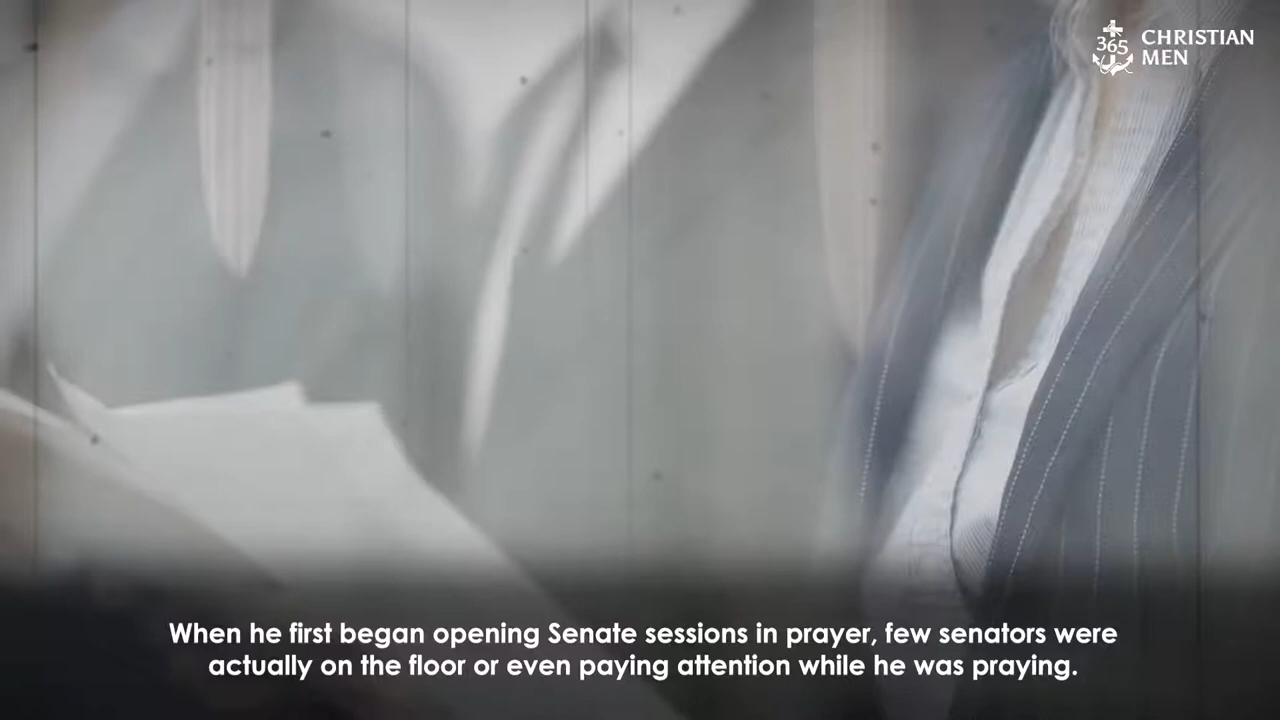 365
CHRISTIAN
MEN
When he first began opening Senate sessions in prayer, few senators were
actually on the floor or even paying attention while he was praying.